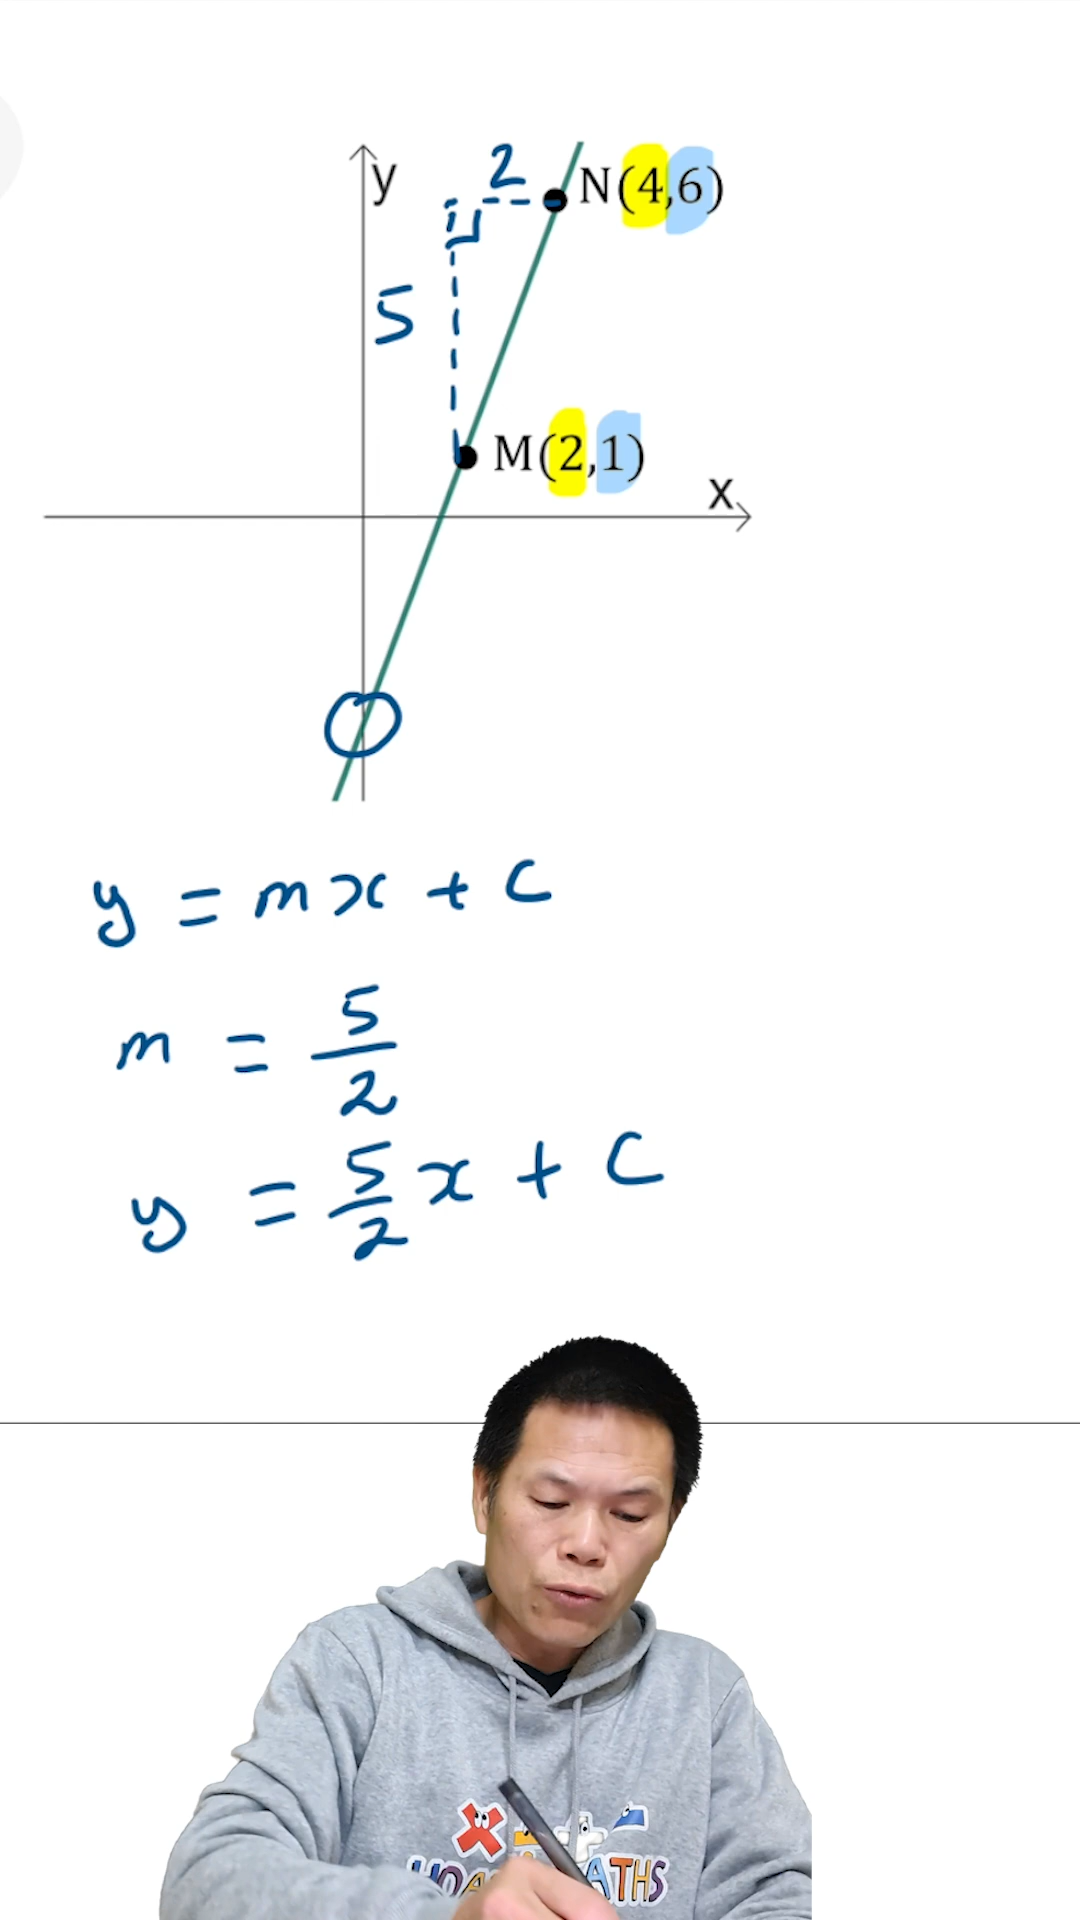 y
2
N(4,6)
5
M(2,1)
x
y = mx + c
m = 5/2
y = 5/2 x + c